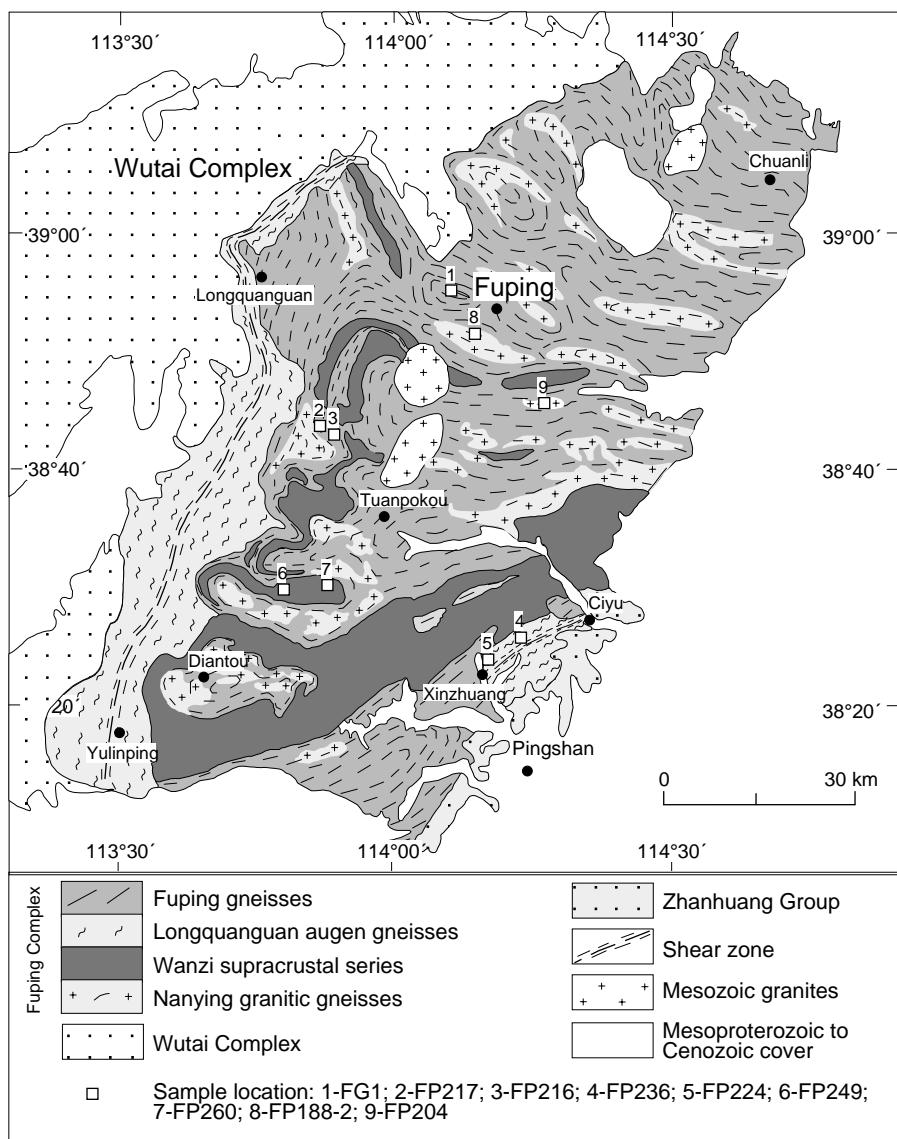 113°30´
114°00´
114°30´
Wutai Complex
Chuanli
39°00´
39°00´
Longquanguan
1
Fuping
8
9
2
3
38°40´
38°40´
Tuanpokou
6
7
Ciyu
4
5
Diantou
Xinzhuang
20´
38°20´
Yulinping
Pingshan
0
30 km
113°30´
114°00´
114°30´
Fuping Complex
Fuping gneisses
Longquanguan augen gneisses
Wanzi supracrustal series
Nanying granitic gneisses
Wutai Complex
Zhanhuang Group
Shear zone
Mesozoic granites
Mesoproterozoic to
Cenozoic cover
Sample location: 1-FG1; 2-FP217; 3-FP216; 4-FP236; 5-FP224; 6-FP249;
7-FP260; 8-FP188-2; 9-FP204